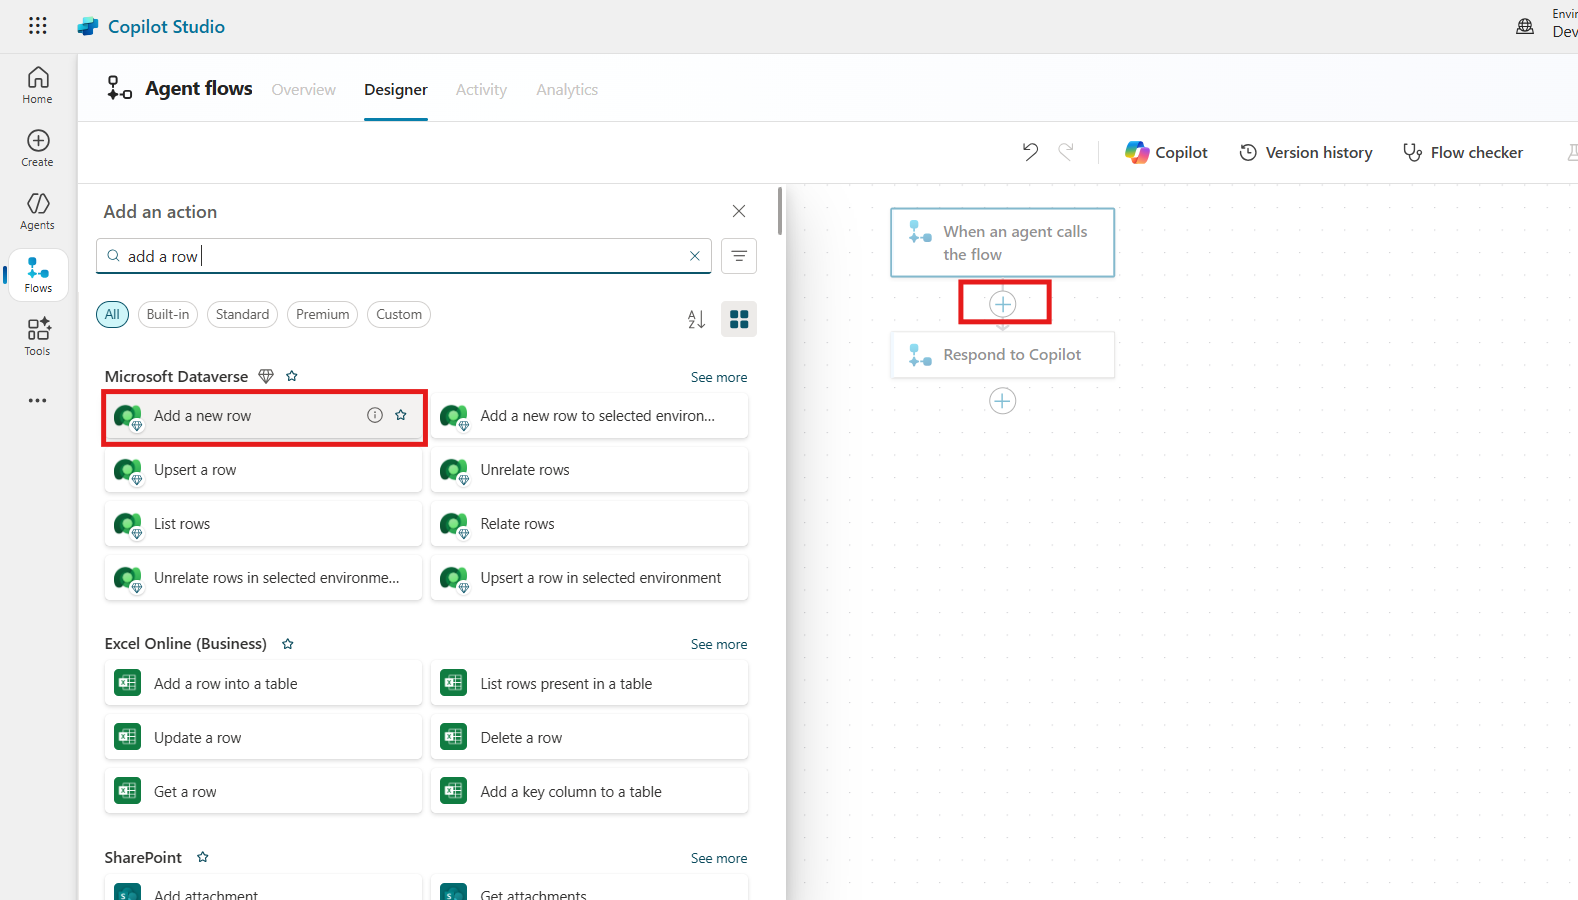 Copilot Studio
Envir
Dev
Home
Create
Agents
Flows
Tools
Agent flows
Overview
Designer
Activity
Analytics
Copilot
Version history
Flow checker
Add an action
add a row
All
Built-in
Standard
Premium
Custom
A
Z
Microsoft Dataverse
See more
Add a new row
Add a new row to selected environ...
Upsert a row
Unrelate rows
List rows
Relate rows
Unrelate rows in selected environme...
Upsert a row in selected environment
Excel Online (Business)
See more
Add a row into a table
List rows present in a table
Update a row
Delete a row
Get a row
Add a key column to a table
SharePoint
See more
Add attachment
Get attachments
When an agent calls
the flow
Respond to Copilot